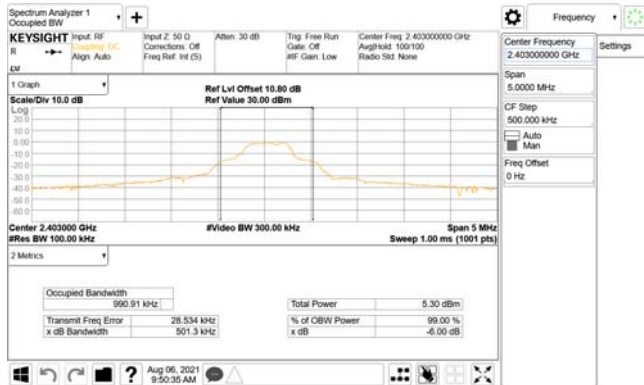 Spectrum Analyzer 1
Occupied BW
Frequency
KEYSIGHT
R
LXI
Input: RF
Coupling: DC
Align: Auto
Input Z: 50 Ω
Corrections: Off
Freq Ref: Int (S)
Atten: 30 dB
Trig: Free Run
Gate: Off
#IF Gain: Low
Center Freq: 2.403000000 GHz
Avg|Hold: 100/100
Radio Std: None
Center Frequency
2.403000000 GHz
Settings
Span
5.0000 MHz
CF Step
500.000 kHz
Auto
Man
Freq Offset
0 Hz
1 Graph
Scale/Div 10.0 dB
Ref Lvl Offset 10.80 dB
Ref Value 30.00 dBm
Log
20.0
10.0
0.00
-10.0
-20.0
-30.0
-40.0
-50.0
-60.0
Center 2.403000 GHz
#Res BW 100.00 kHz
#Video BW 300.00 kHz
Span 5 MHz
Sweep 1.00 ms (1001 pts)
2 Metrics
Occupied Bandwidth
990.91 kHz
Total Power
5.30 dBm
Transmit Freq Error
28.534 kHz
% of OBW Power
99.00 %
x dB Bandwidth
501.3 kHz
x dB
-6.00 dB
?
Aug 06, 2021
9:50:35 AM